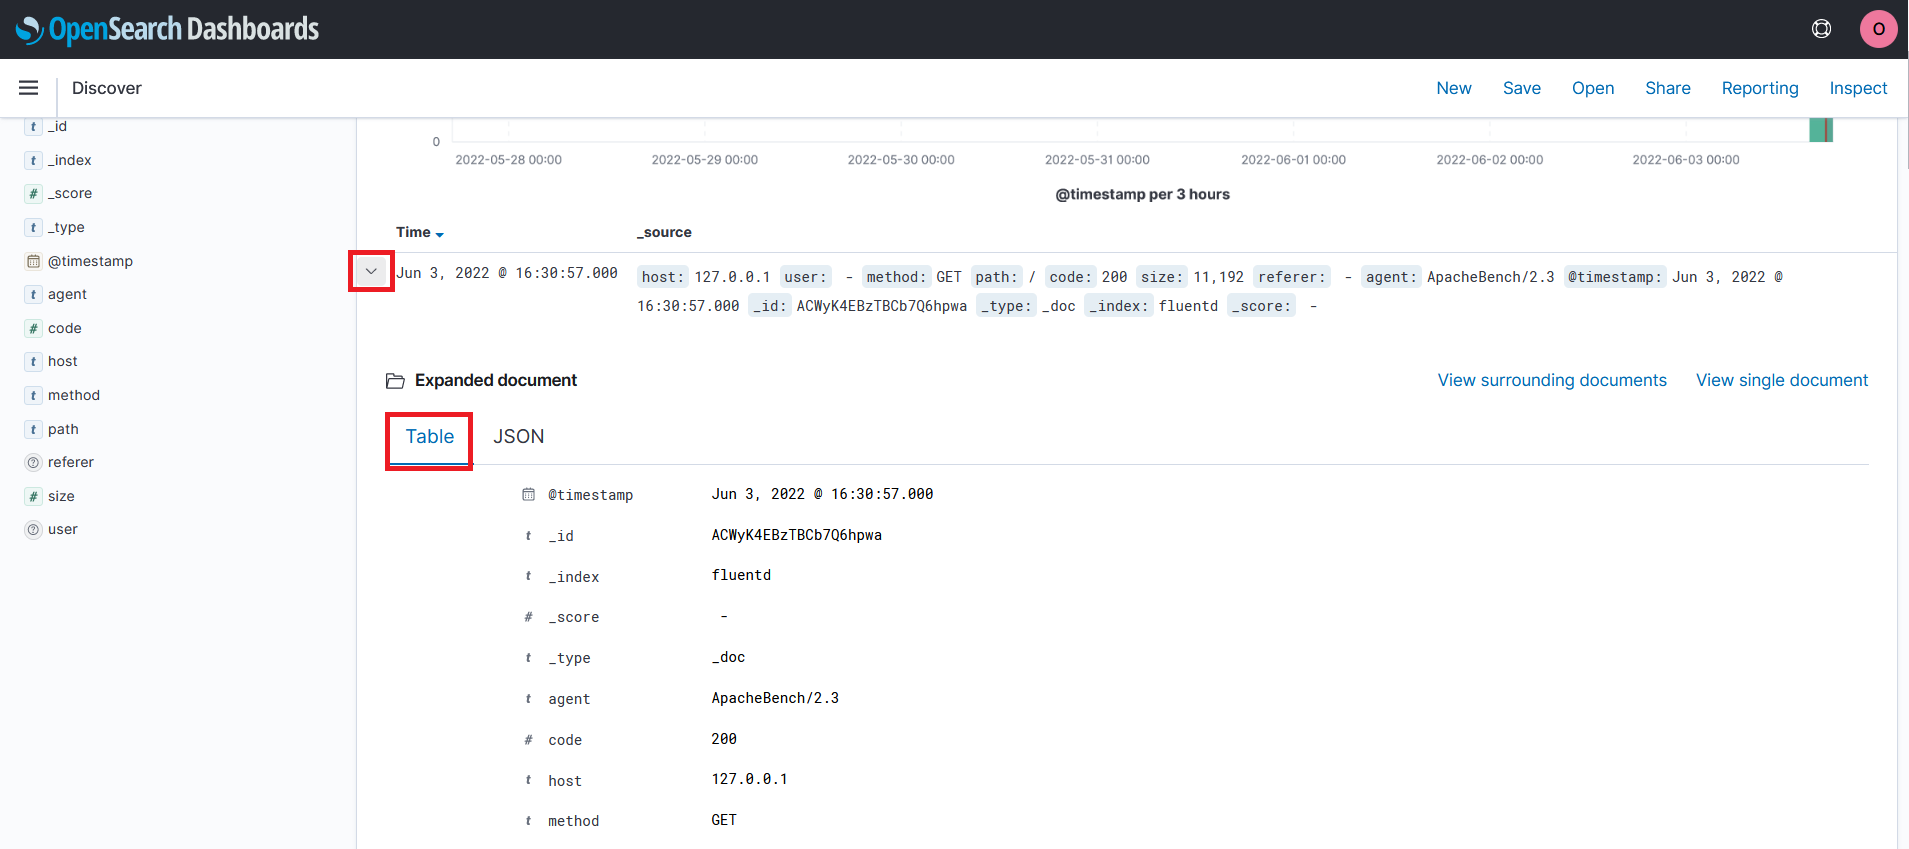 OpenSearch Dashboards
O
Discover
New Save Open Share Reporting Inspect
t _id
t _index
# _score
t _type
@timestamp
t agent
# code
t host
t method
t path
? referer
# size
? user
0
2022-05-28 00:00 2022-05-29 00:00 2022-05-30 00:00 2022-05-31 00:00 2022-06-01 00:00 2022-06-02 00:00 2022-06-03 00:00
@timestamp per 3 hours
Time _source
Jun 3, 2022 @ 16:30:57.000 host: 127.0.0.1 user: - method: GET path: / code: 200 size: 11,192 referer: - agent: ApacheBench/2.3 @timestamp: Jun 3, 2022 @
16:30:57.000 _id: ACWyK4EBzTBCb7Q6hpwa _type: _doc _index: fluentd _score: -
Expanded document View surrounding documents View single document
Table JSON
@timestamp Jun 3, 2022 @ 16:30:57.000
t _id ACWyK4EBzTBCb7Q6hpwa
t _index fluentd
# _score -
t _type _doc
t agent ApacheBench/2.3
# code 200
t host 127.0.0.1
t method GET